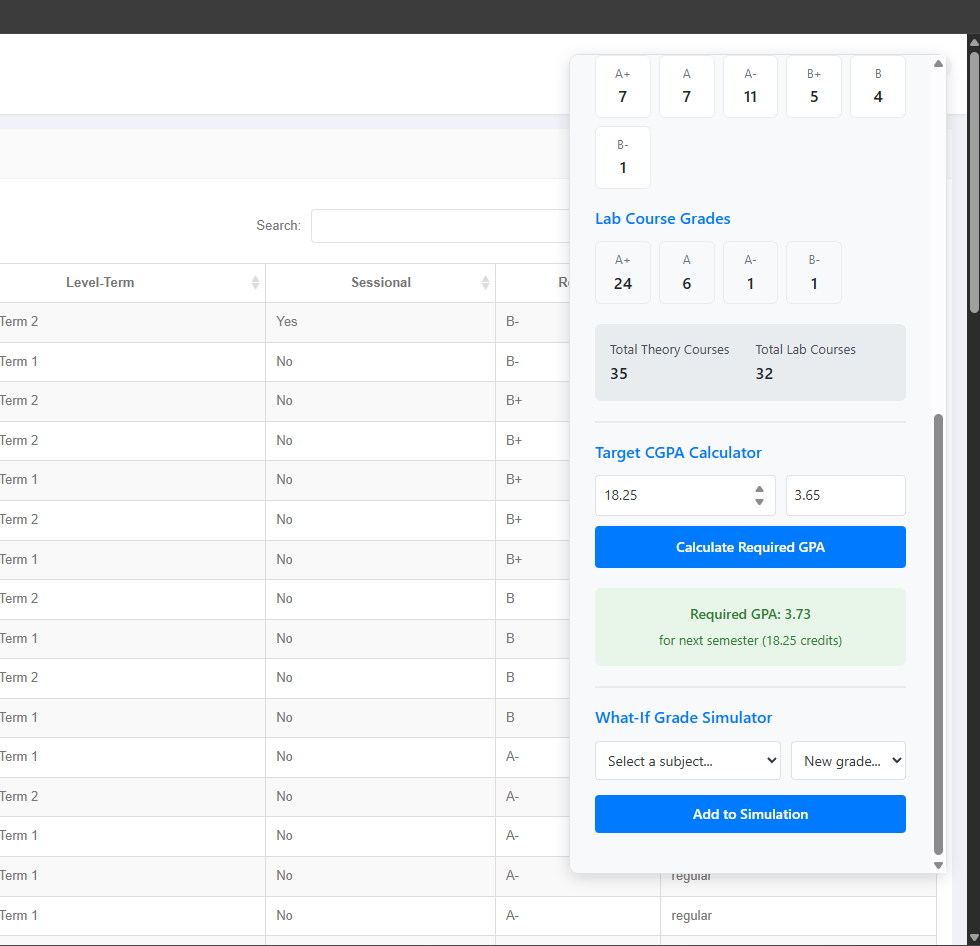 A+ A A- B+ B
7 7 11 5 4
B-
1
Lab Course Grades
A+ A A- B-
24 6 1 1
Total Theory Courses Total Lab Courses
35 32
Target CGPA Calculator
18.25 3.65
Calculate Required GPA
Required GPA: 3.73
for next semester (18.25 credits)
What-If Grade Simulator
Select a subject... New grade...
Add to Simulation
Search:
Level-Term Sessional
Term 2 Yes B-
Term 1 No B-
Term 2 No B+
Term 2 No B+
Term 1 No B+
Term 2 No B+
Term 1 No B+
Term 2 No B
Term 1 No B
Term 2 No B
Term 1 No B
Term 1 No A-
Term 2 No A-
Term 1 No A-
Term 1 No A- regular
Term 1 No A- regular